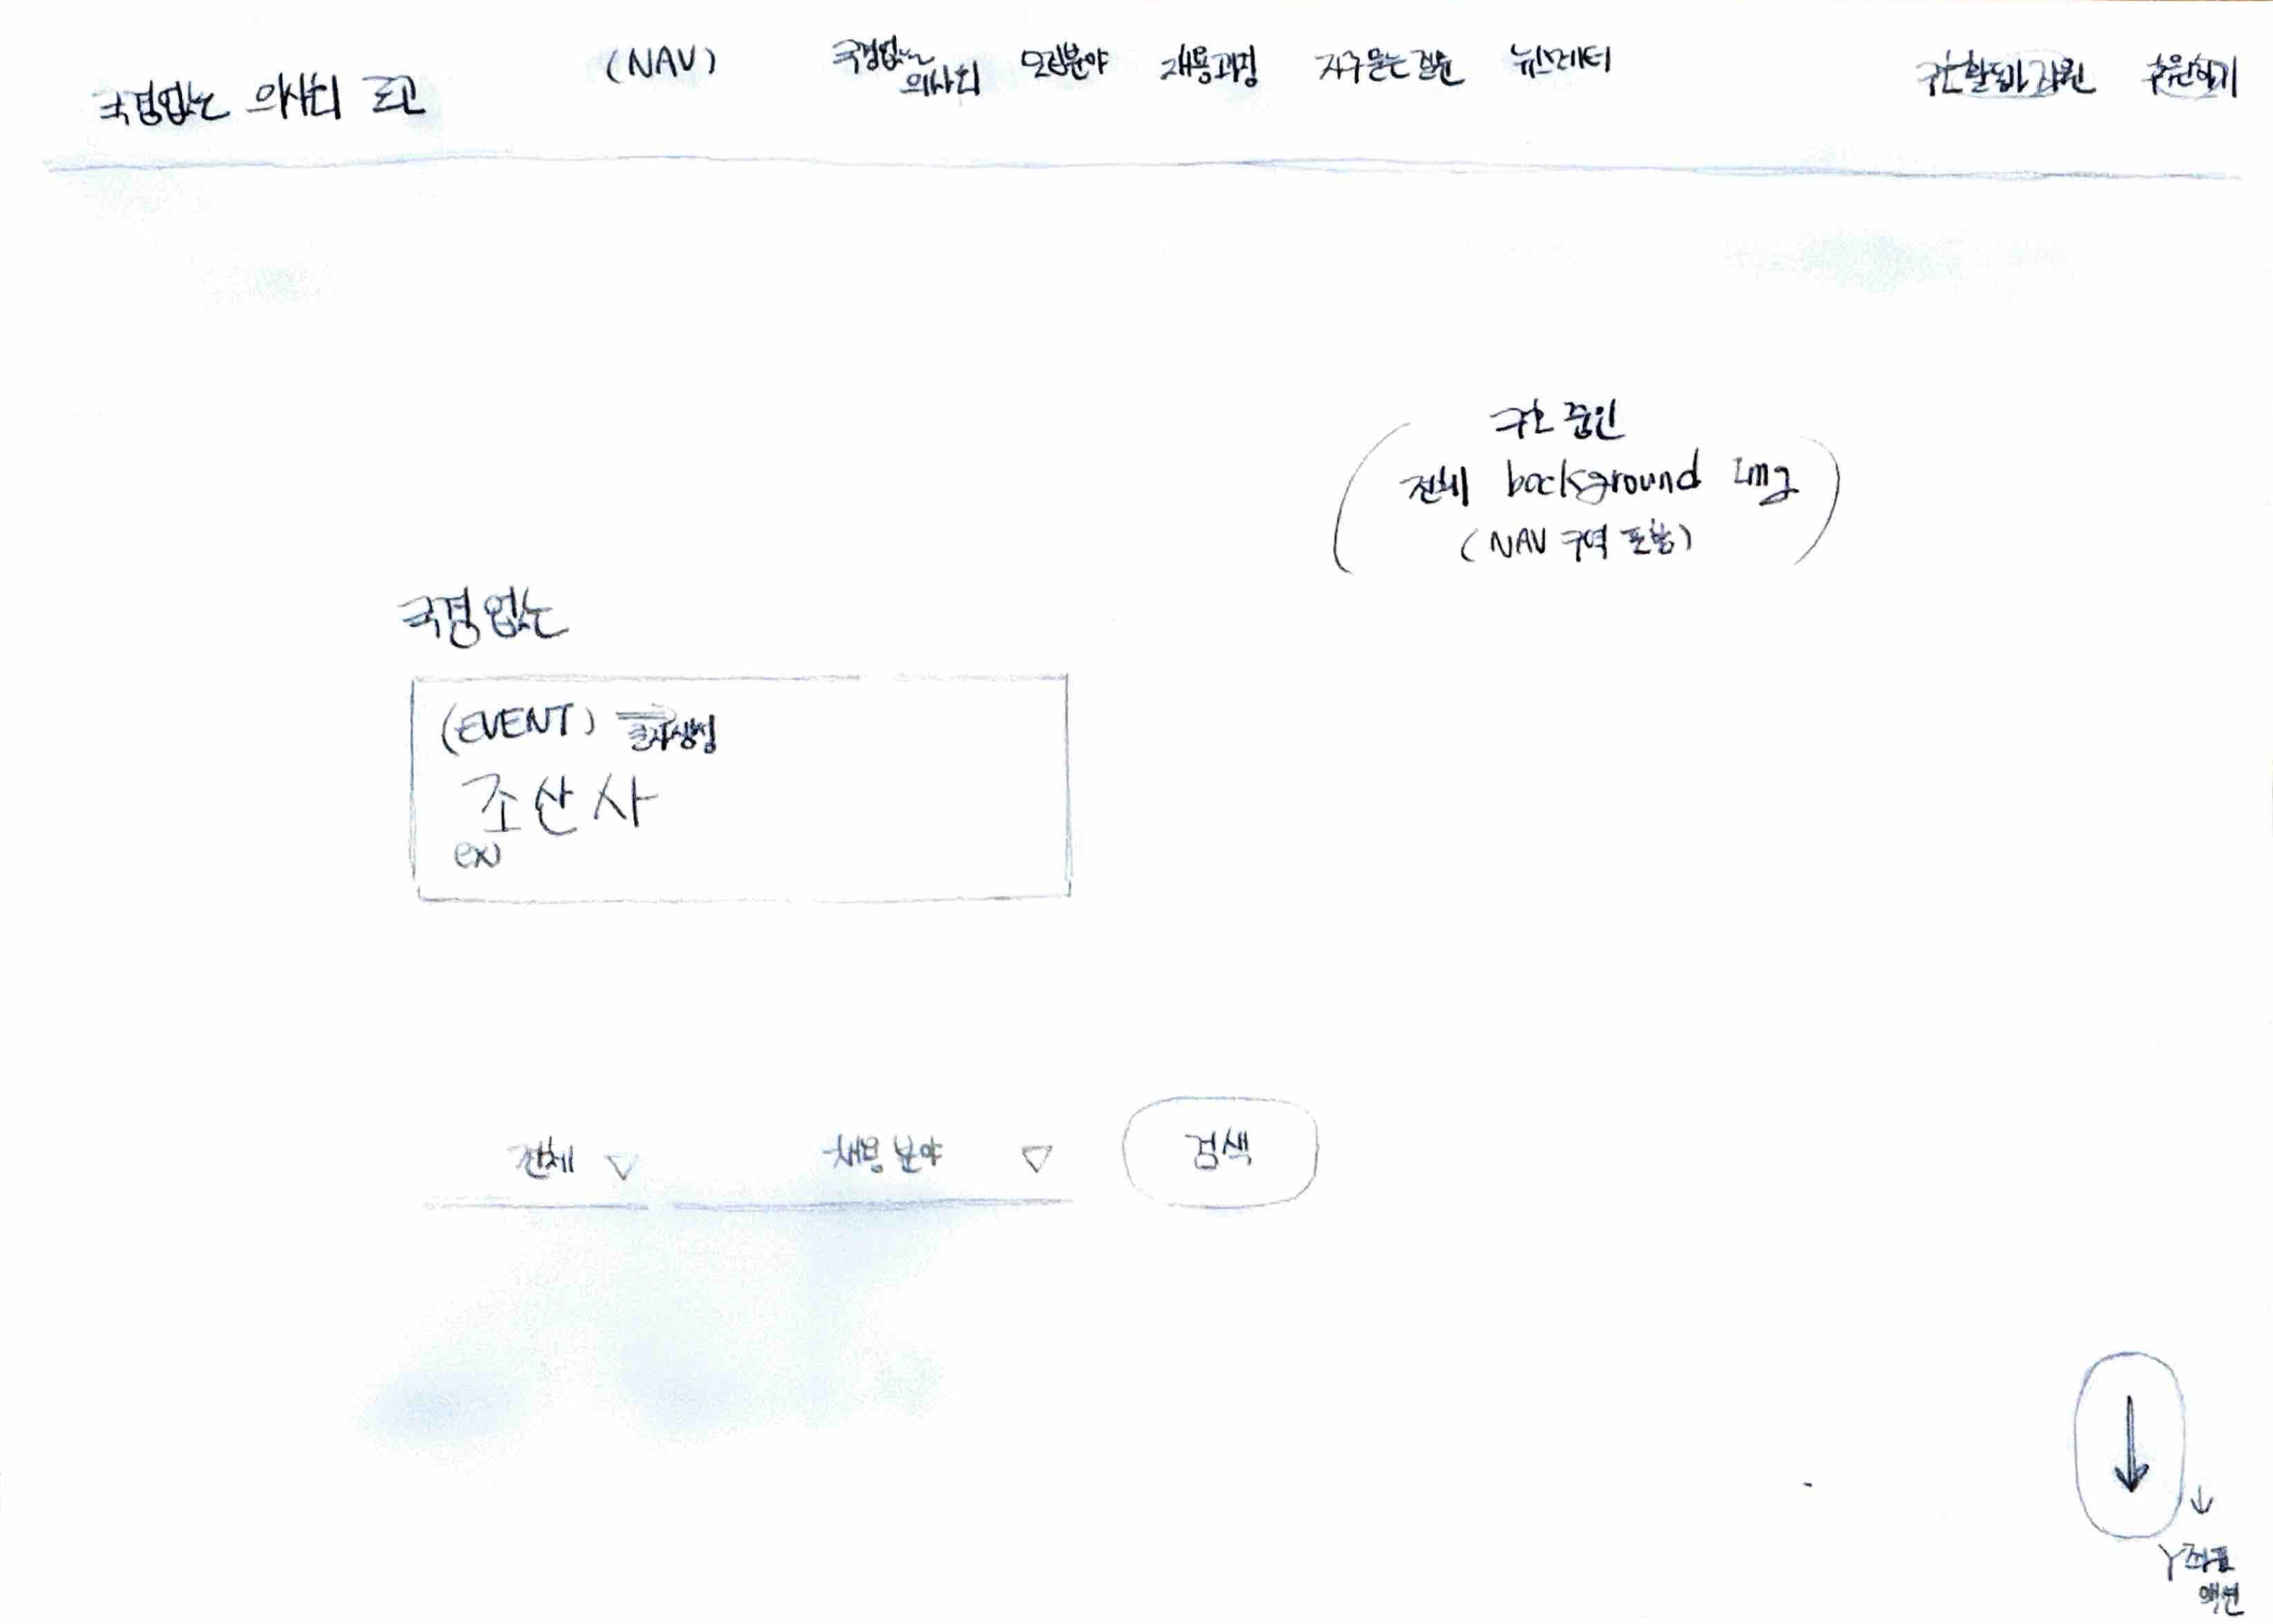 국경없는 의사회 로고
(NAV)
국경없는
의사회
모집분야
채용과정
자주 묻는 질문
뉴스레터
구호활동가 지원
후원하기
구호 중인
전체 background Img
(NAV 구역 포함)
국경 없는
(EVENT) 글자생성
조산사
ex)
전체 ▽
채용 분야 ▽
검색
↓
↓
Y좌표
액션